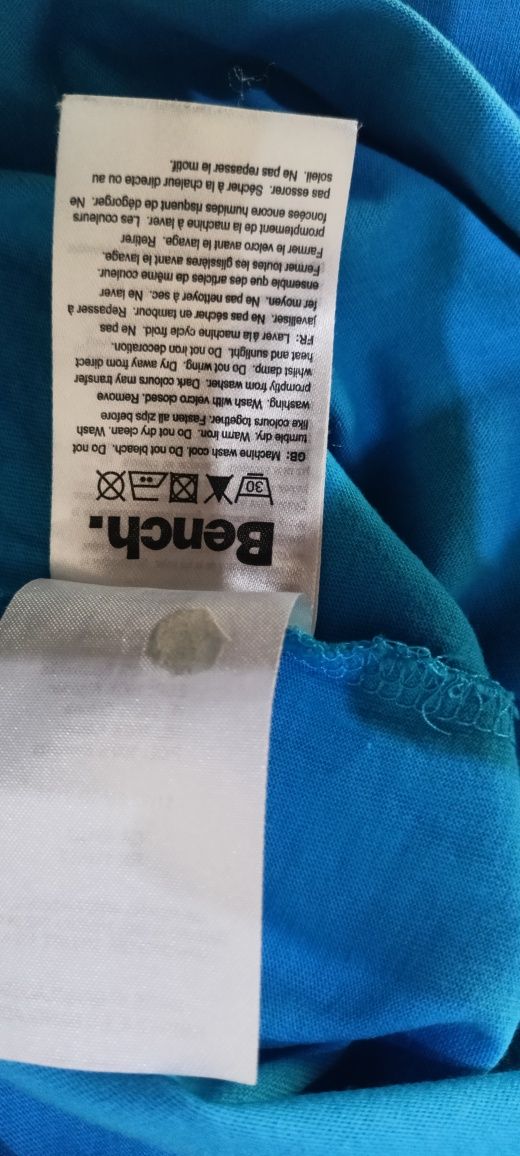 Bench.
30
GB: Machine wash cool. Do not bleach. Do not
tumble dry. Warm iron. Do not dry clean. Wash
like colours together. Fasten all zips before
washing. Wash with velcro closed. Remove
promptly from washer. Dark colours may transfer
whilst damp. Do not wring. Dry away from direct
heat and sunlight. Do not iron decoration.
FR: Laver à la machine cycle froid. Ne pas
javelliser. Ne pas sécher en tambour. Repasser à
fer moyen. Ne pas nettoyer à sec. Ne laver
ensemble que des articles de même couleur.
Fermer toutes les glissières avant le lavage.
Farmer le velcro avant le lavage. Retirer
promptement de la machine à laver. Les couleurs
foncées encore humides risquent de dégorger. Ne
pas essorer. Sécher à la chaleur directe ou au
soleil. Ne pas repasser le motif.